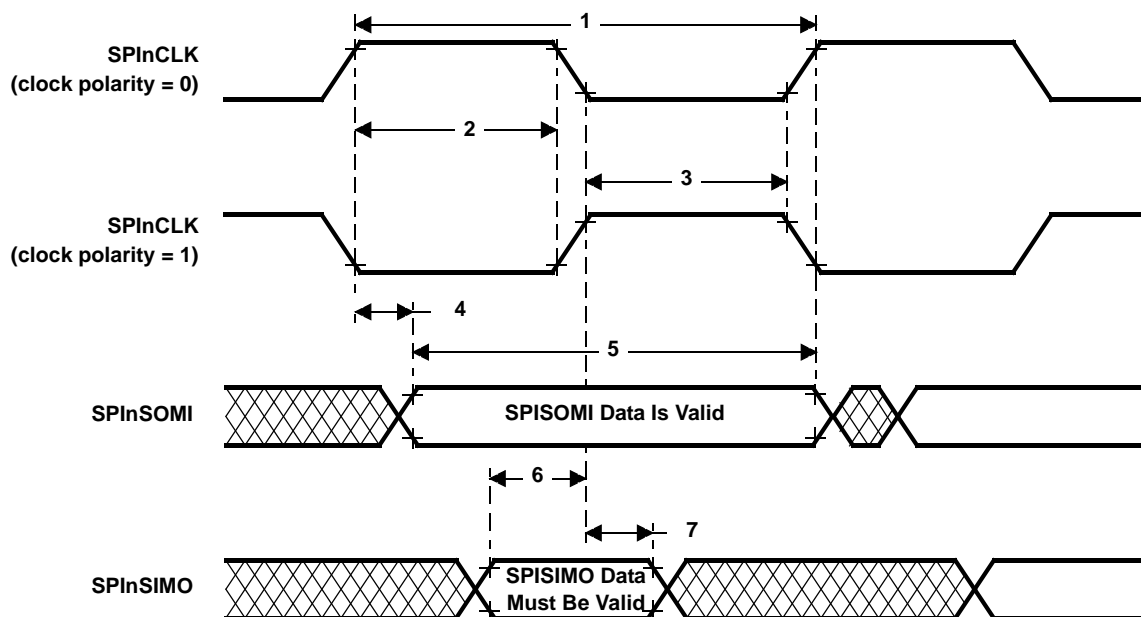 1
SPInCLK
(clock polarity = 0)
2
3
SPInCLK
(clock polarity = 1)
4
5
SPInSOMI
SPISOMI Data Is Valid
6
7
SPInSIMO
SPISIMO Data
Must Be Valid